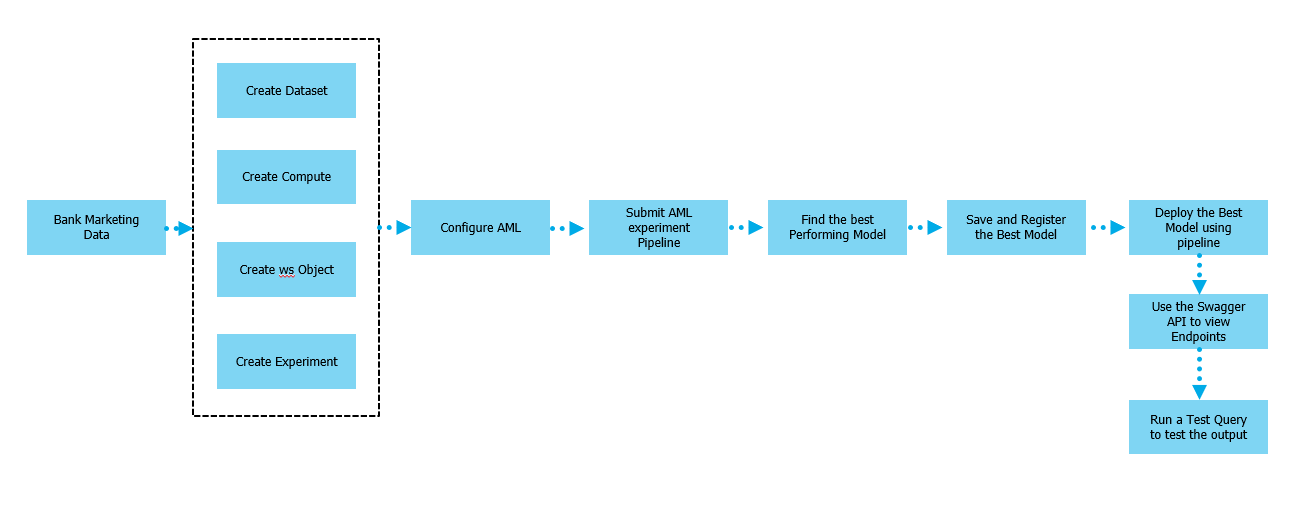 Bank Marketing
Data
Create Dataset
Create Compute
Create ws Object
Create Experiment
Configure AML
Submit AML
experiment
Pipeline
Find the best
Performing Model
Save and Register
the Best Model
Deploy the Best
Model using
pipeline
Use the Swagger
API to view
Endpoints
Run a Test Query
to test the output